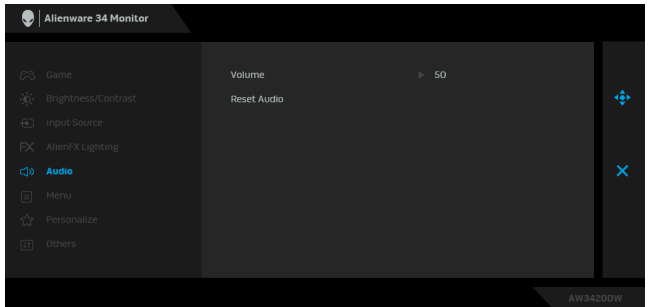 Alienware 34 Monitor
Game
Brightness/Contrast
Input Source
FX AlienFX Lighting
Audio
Menu
Personalize
Others
Volume 50
Reset Audio
AW3420DW